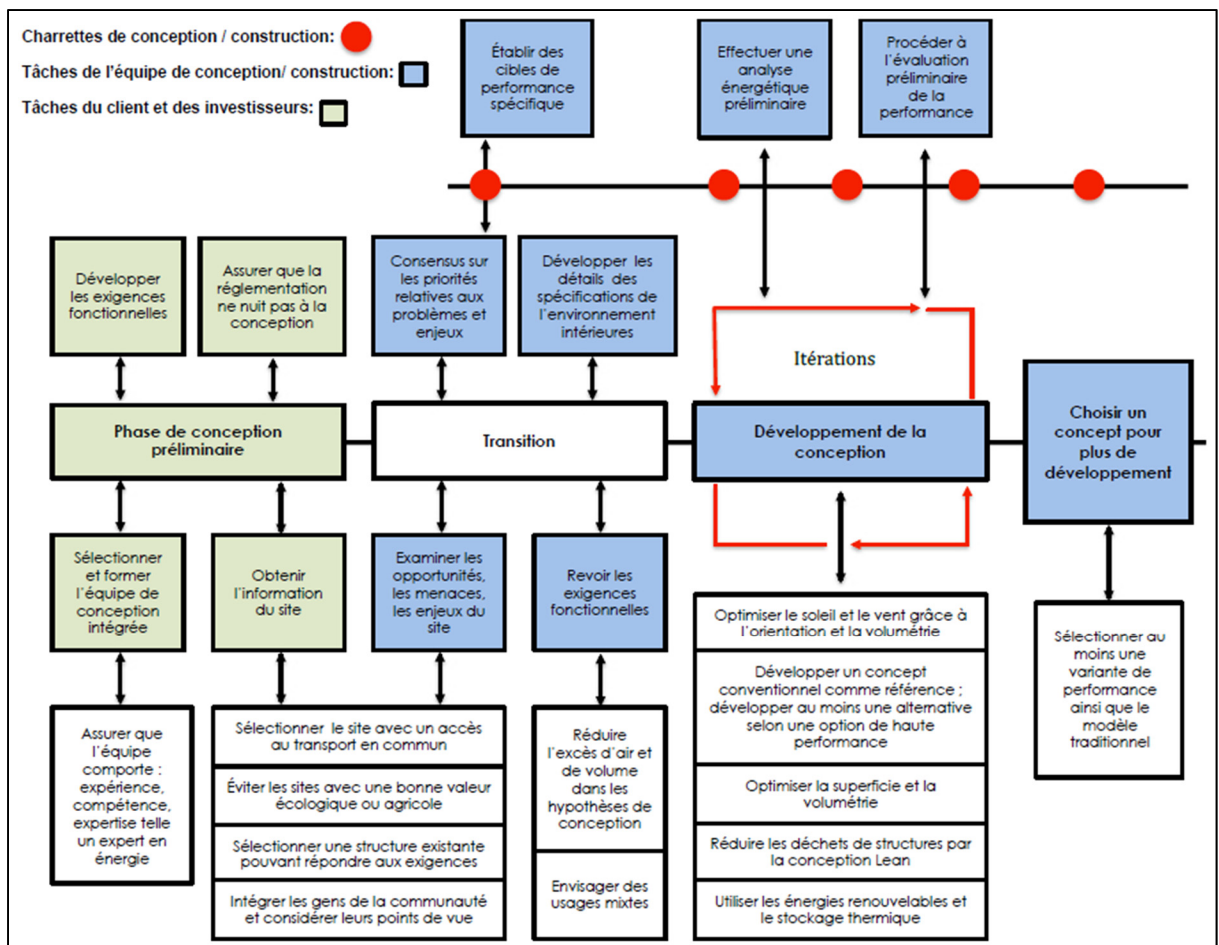 Charrettes de conception / construction:
Tâches de l'équipe de conception/ construction:
Tâches du client et des investisseurs:
Établir des
cibles de
performance
spécifique
Effectuer une
analyse
énergétique
préliminaire
Procéder à
l'évaluation
préliminaire
de la
performance
Développer
les exigences
fonctionnelles
Assurer que la
réglementation
ne nuit pas à la
conception
Consensus sur
les priorités
relatives aux
problèmes et
enjeux
Développer les
détails des
spécifications de
l'environnement
intérieures
Itérations
Phase de conception
préliminaire
Transition
Développement de la
conception
Choisir un
concept pour
plus de
développement
Sélectionner
et former
l'équipe de
conception
intégrée
Obtenir
l'information
du site
Examiner les
opportunités,
les menaces,
les enjeux du
site
Revoir les
exigences
fonctionnelles
Assurer que
l'équipe
comporte :
expérience,
compétence,
expertise telle
un expert en
énergie
Sélectionner le site avec un accès
au transport en commun
Éviter les sites avec une bonne valeur
écologique ou agricole
Sélectionner une structure existante
pouvant répondre aux exigences
Intégrer les gens de la communauté
et considérer leurs points de vue
Réduire
l'excès d'air et
de volume
dans les
hypothèses de
conception
Envisager des
usages mixtes
Optimiser le soleil et le vent grâce à
l'orientation et la volumétrie
Développer un concept
conventionnel comme référence ;
développer au moins une alternative
selon une option de haute
performance
Optimiser la superficie et la
volumétrie
Réduire les déchets de structures par
la conception Lean
Utiliser les énergies renouvelables et
le stockage thermique
Sélectionner au
moins une
variante de
performance
ainsi que le
modèle
traditionnel